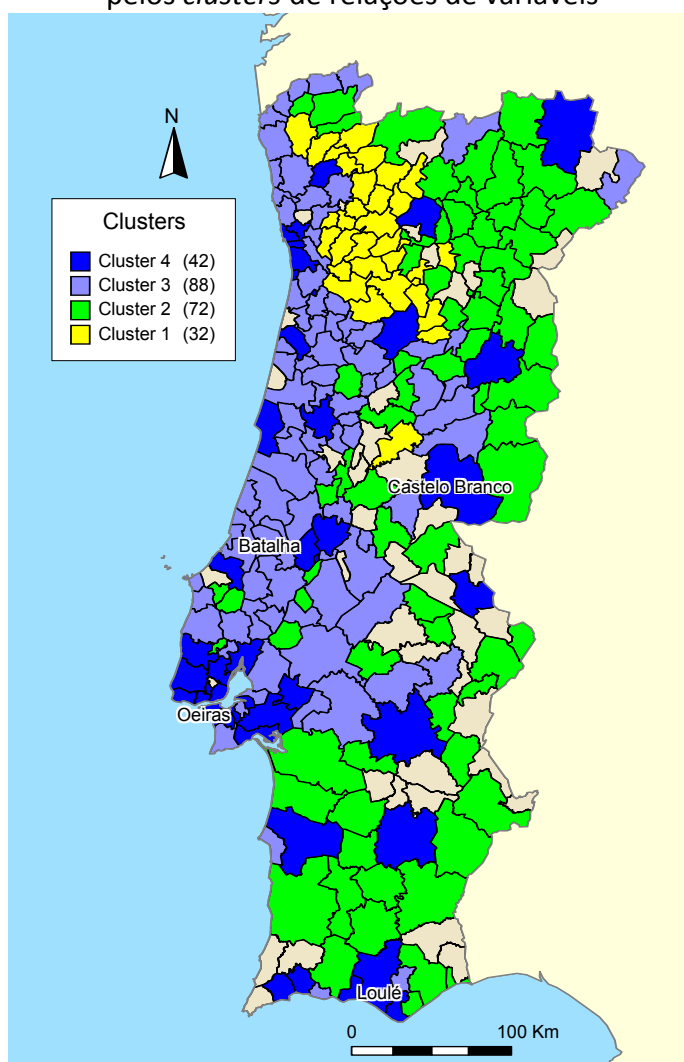 pelos clusters de relações de variáveis
N
Clusters
Cluster 4 (42)
Cluster 3 (88)
Cluster 2 (72)
Cluster 1 (32)
Castelo Branco
Batalha
Oeiras
Loulé
0 100 Km